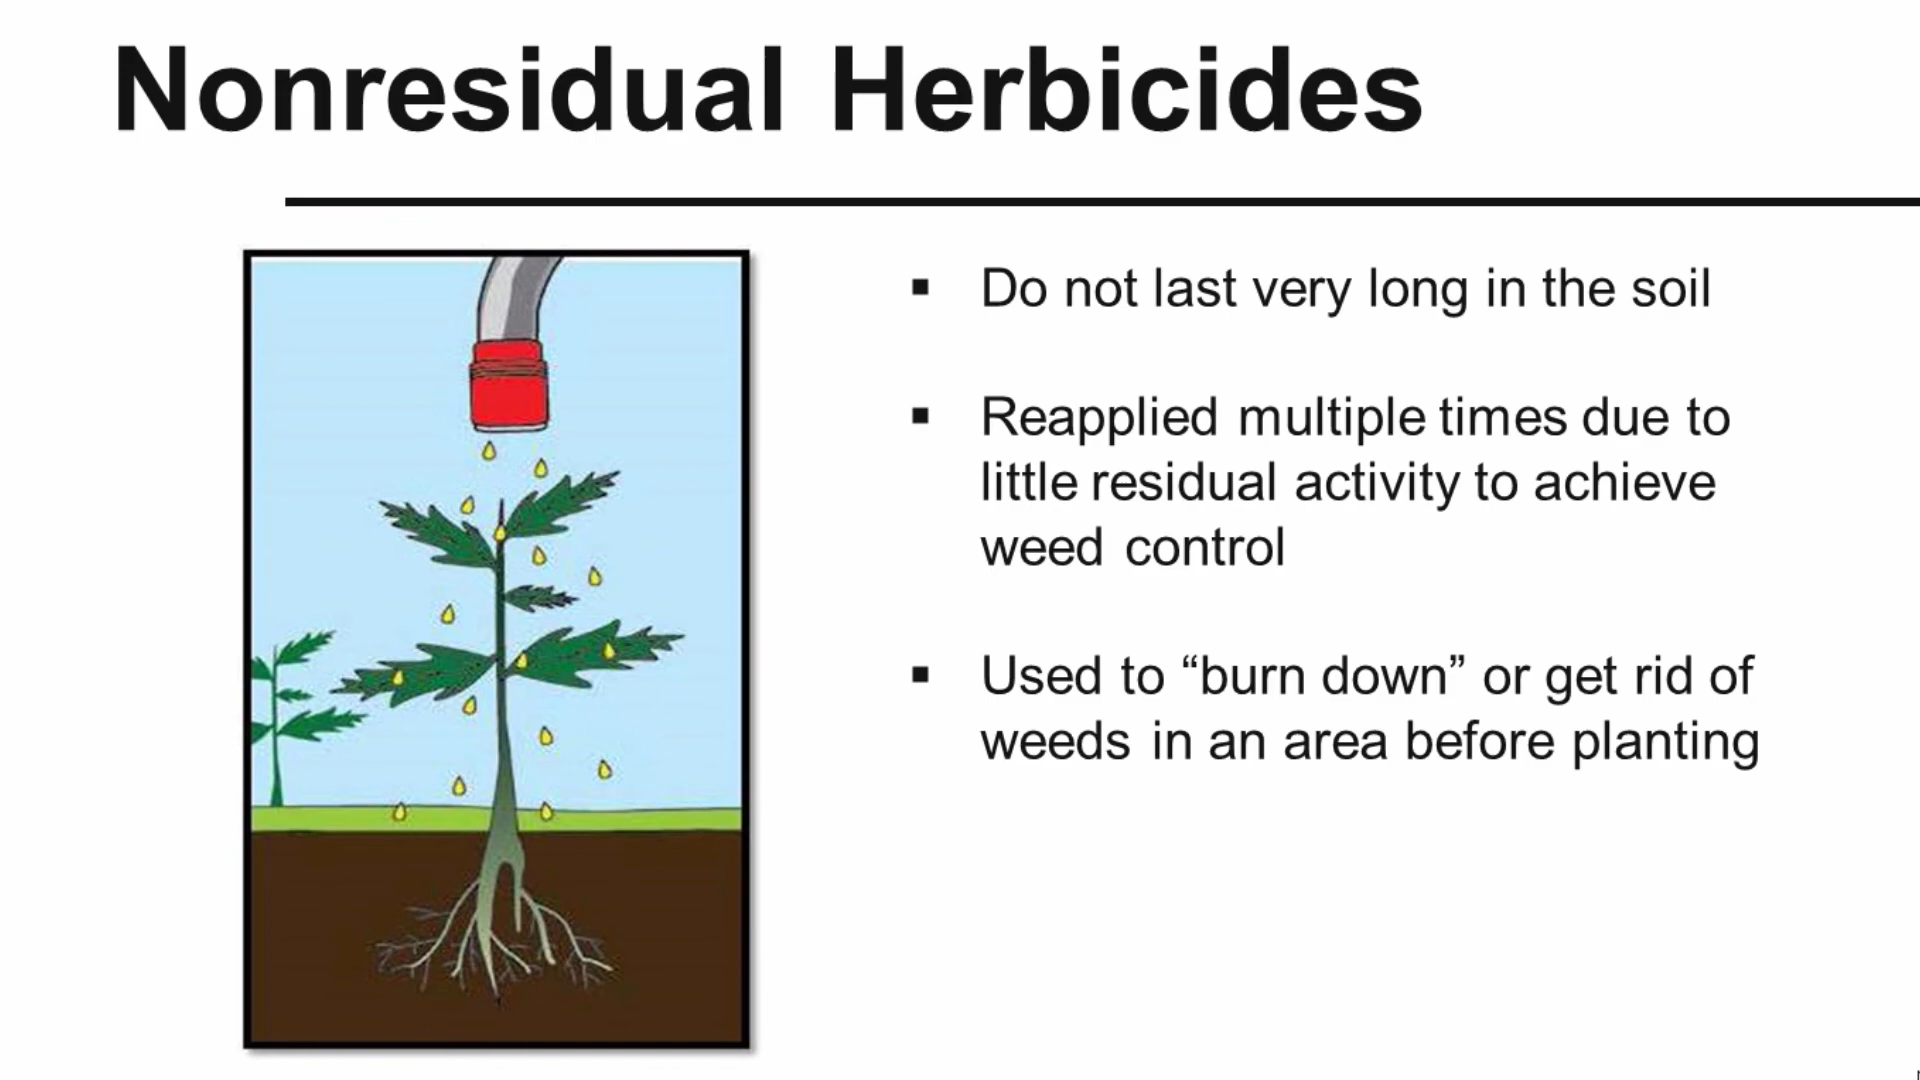 Nonresidual Herbicides
▪ Do not last very long in the soil
▪ Reapplied multiple times due to
little residual activity to achieve
weed control
▪ Used to “burn down” or get rid of
weeds in an area before planting